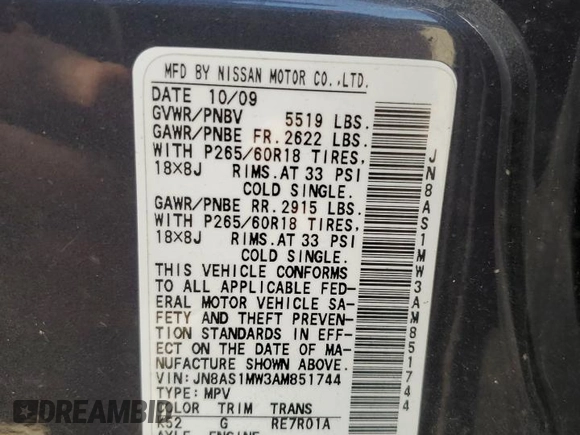 MFD BY NISSAN MOTOR CO.,LTD.
DATE 10/09
GVWR/PNBV 5519 LBS.
GAWR/PNBE FR.2622 LBS.
WITH P265/60R18 TIRES,
18X8J RIMS.AT 33 PSI
COLD SINGLE.
GAWR/PNBE RR.2915 LBS.
WITH P265/60R18 TIRES,
18X8J RIMS.AT 33 PSI
COLD SINGLE.
THIS VEHICLE CONFORMS
TO ALL APPLICABLE FED-
ERAL MOTOR VEHICLE SA-
FETY AND THEFT PREVEN-
TION STANDARDS IN EFF-
ECT ON THE DATE OF MA-
NUFACTURE SHOWN ABOVE.
VIN:JN8AS1MW3AM851744
TYPE:MPV
COLOR TRIM TRANS
K52 G RE7R01A
AXLE ENGINE
JN8AS1MW3AM851744
AutoBidMaster